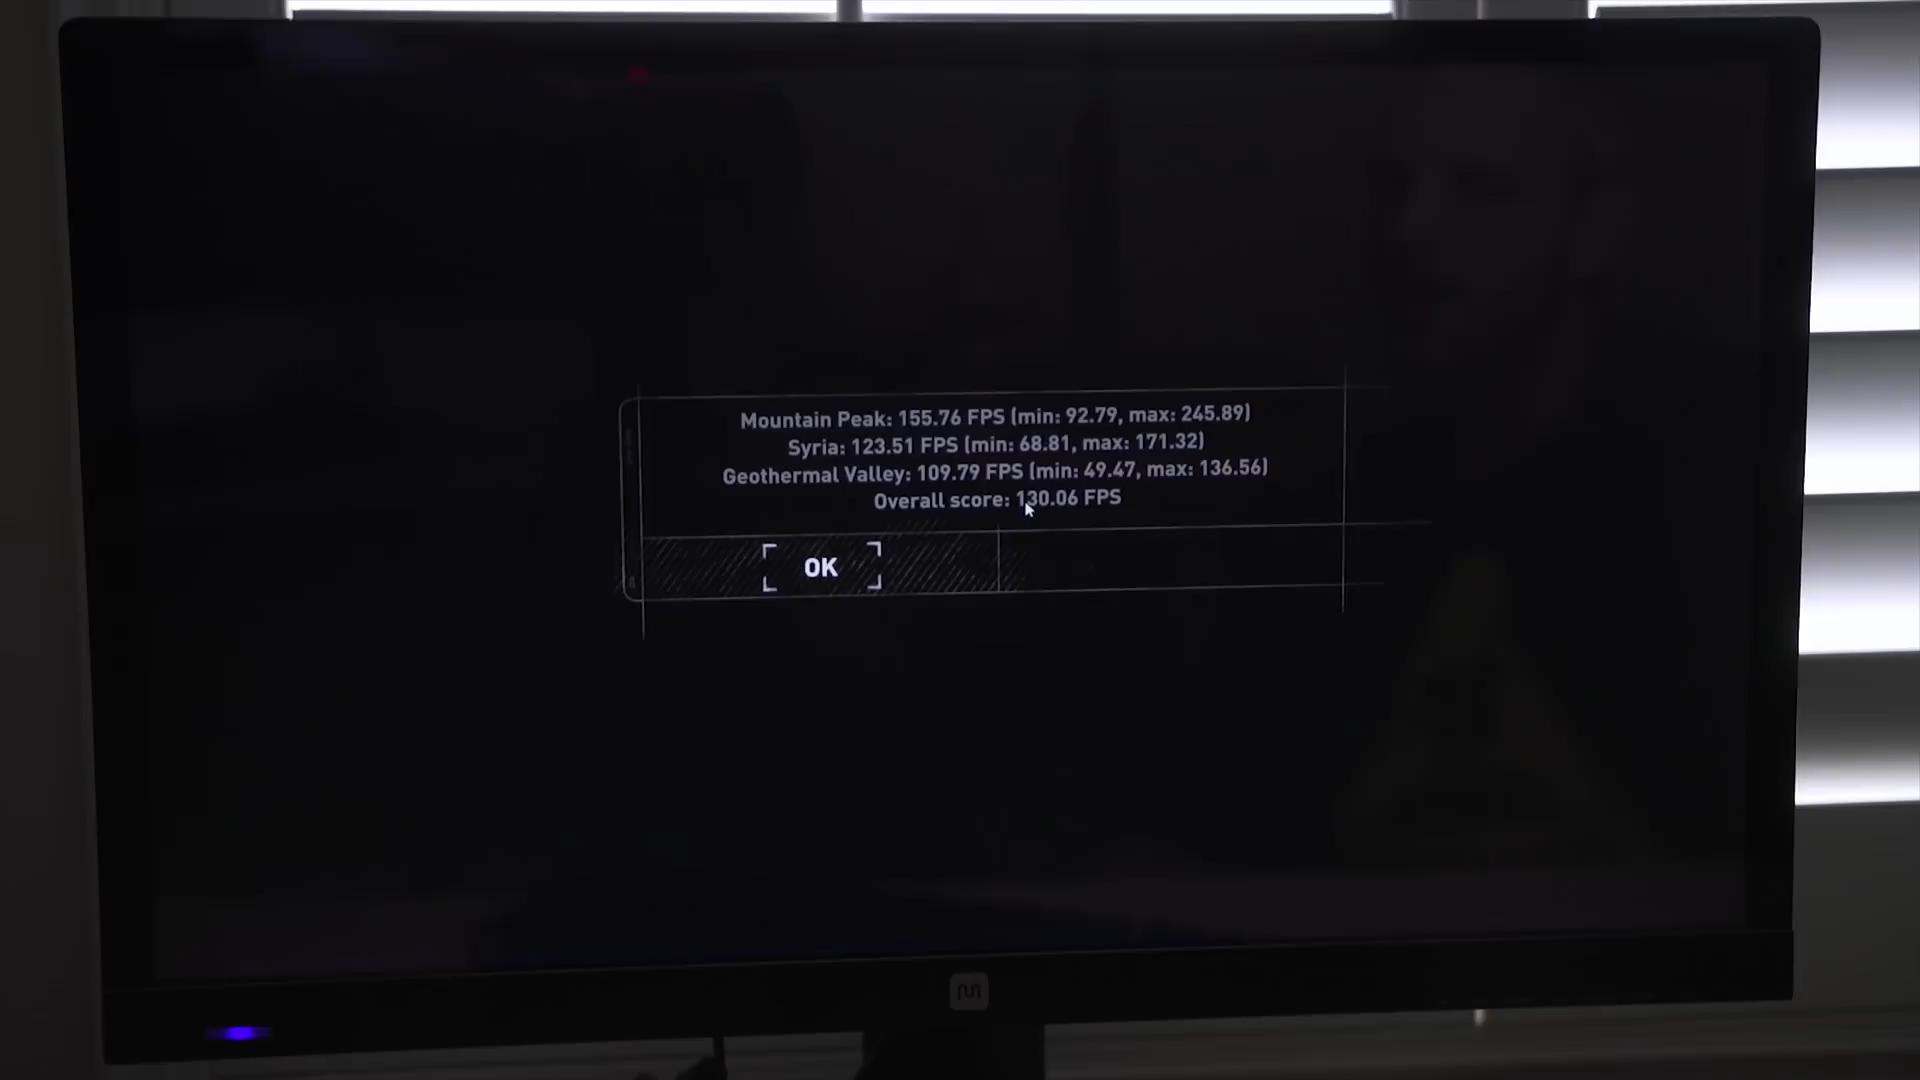 Mountain Peak: 155.76 FPS (min: 92.79, max: 245.89)
Syria: 123.51 FPS (min: 68.81, max: 171.32)
Geothermal Valley: 109.79 FPS (min: 49.47, max: 136.56)
Overall score: 130.06 FPS
OK